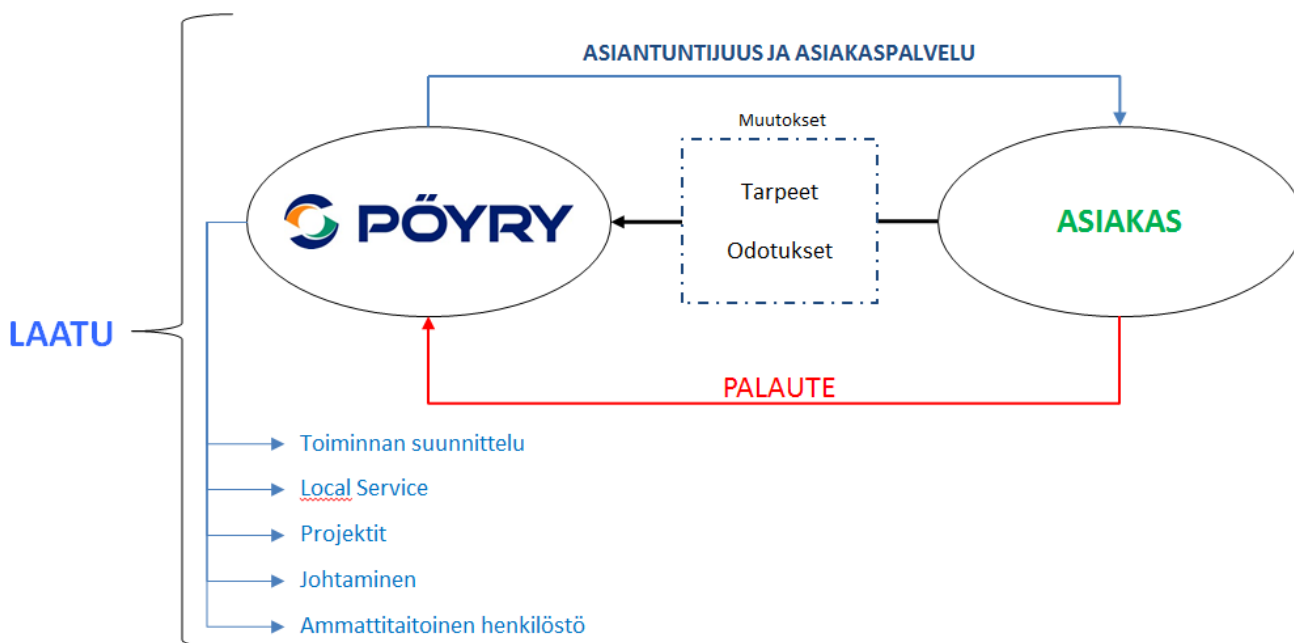 ASIANTUNTIJUUS JA ASIAKASPALVELU
Muutokset
Tarpeet
Odotukset
PÖYRY
ASIAKAS
LAATU
PALAUTE
Toiminnan suunnittelu
Local Service
Projektit
Johtaminen
Ammattitaitoinen henkilöstö